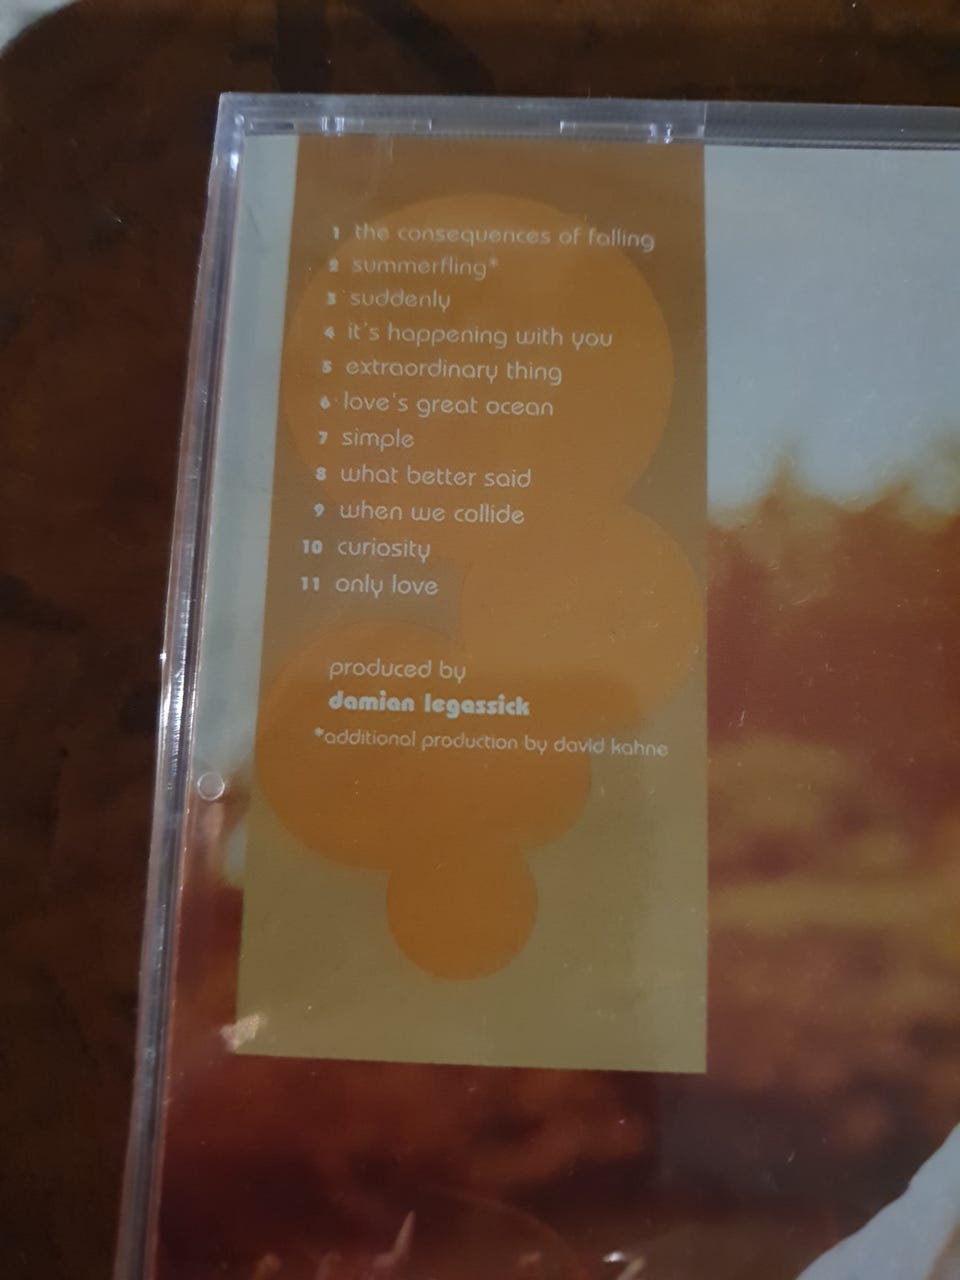 1 the consequences of falling
2 summerfling*
3 suddenly
4 it's happening with you
5 extraordinary thing
6 love's great ocean
7 simple
8 what better said
9 when we collide
10 curiosity
11 only love
produced by
damian legassick
*additional production by david kahne